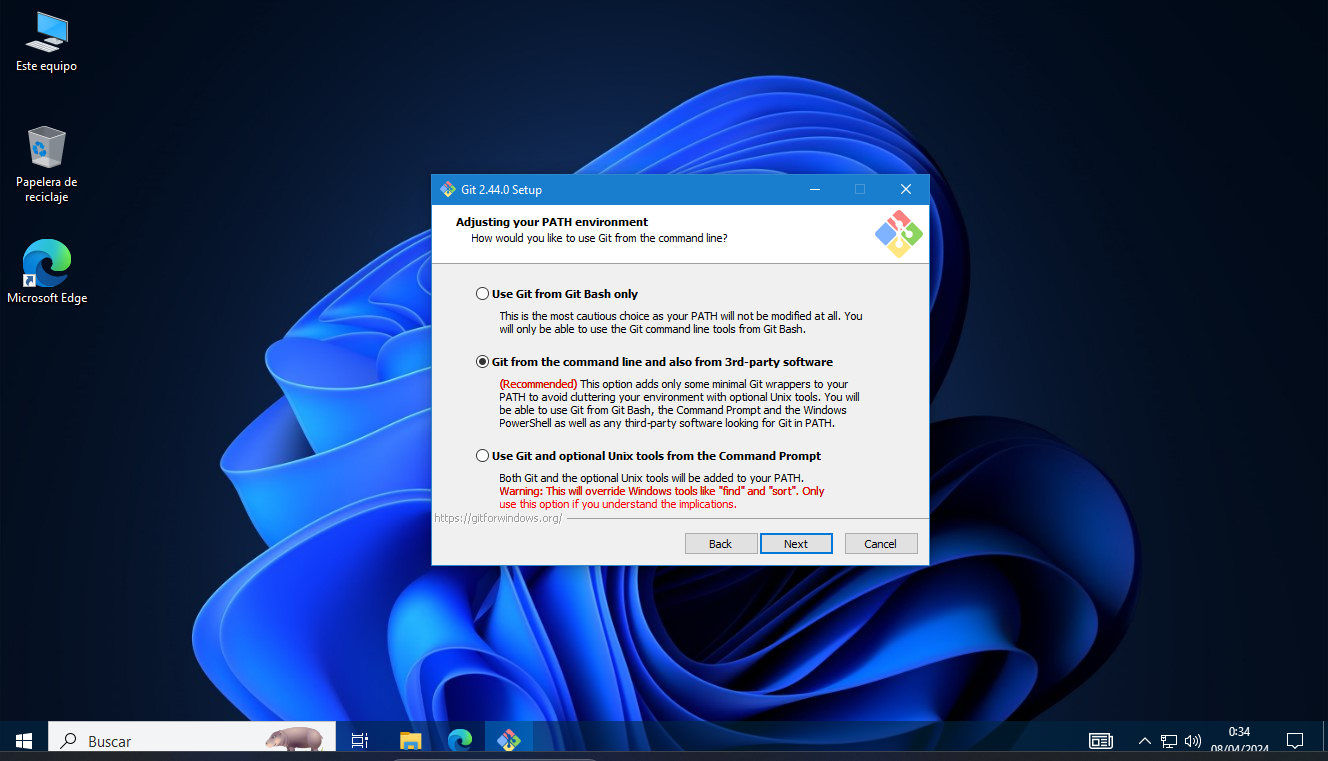 Este equipo
Papelera de
reciclaje
Microsoft Edge
Git 2.44.0 Setup
Adjusting your PATH environment
How would you like to use Git from the command line?
Use Git from Git Bash only
This is the most cautious choice as your PATH will not be modified at all. You
will only be able to use the Git command line tools from Git Bash.
Git from the command line and also from 3rd-party software
(Recommended) This option adds only some minimal Git wrappers to your
PATH to avoid cluttering your environment with optional Unix tools. You will
be able to use Git from Git Bash, the Command Prompt and the Windows
PowerShell as well as any third-party software looking for Git in PATH.
Use Git and optional Unix tools from the Command Prompt
Both Git and the optional Unix tools will be added to your PATH.
Warning: This will override Windows tools like "find" and "sort". Only
use this option if you understand the implications.
https://gitforwindows.org/
Back
Next
Cancel
Buscar
0:34
08/04/2024